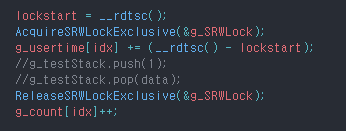 lockstart = __rdtsc();
AcquireSRWLockExclusive(&g_SRWLock);
g_usertime[idx] += (__rdtsc() - lockstart);
//g_testStack.push(1);
//g_testStack.pop(data);
ReleaseSRWLockExclusive(&g_SRWLock);
g_count[idx]++;